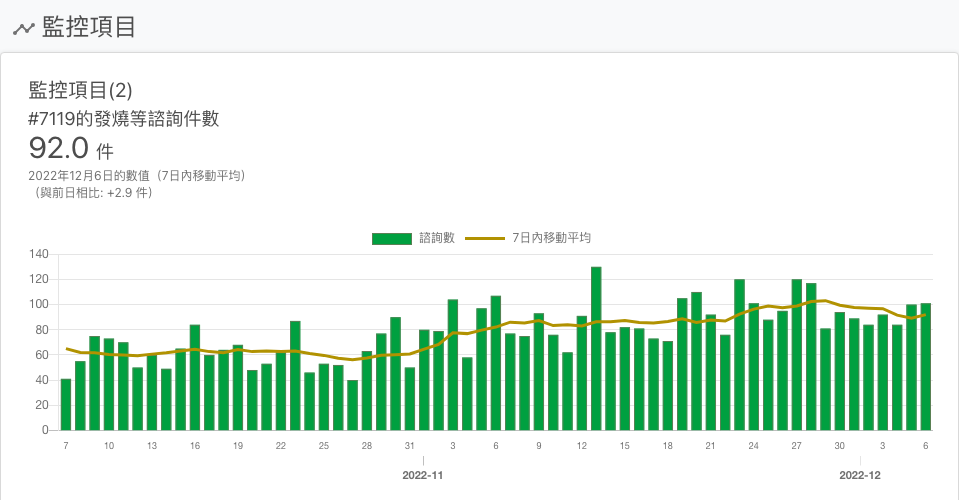 監控項目
監控項目(2)
#7119的發燒等諮詢件數
92.0 件
2022年12月6日的數值（7日內移動平均）
（與前日相比: +2.9 件）
諮詢數 7日內移動平均
140
120
100
80
60
40
20
0
7 10 13 16 19 22 25 28 31 3 6 9 12 15 18 21 24 27 30 3 6
2022-11 2022-12